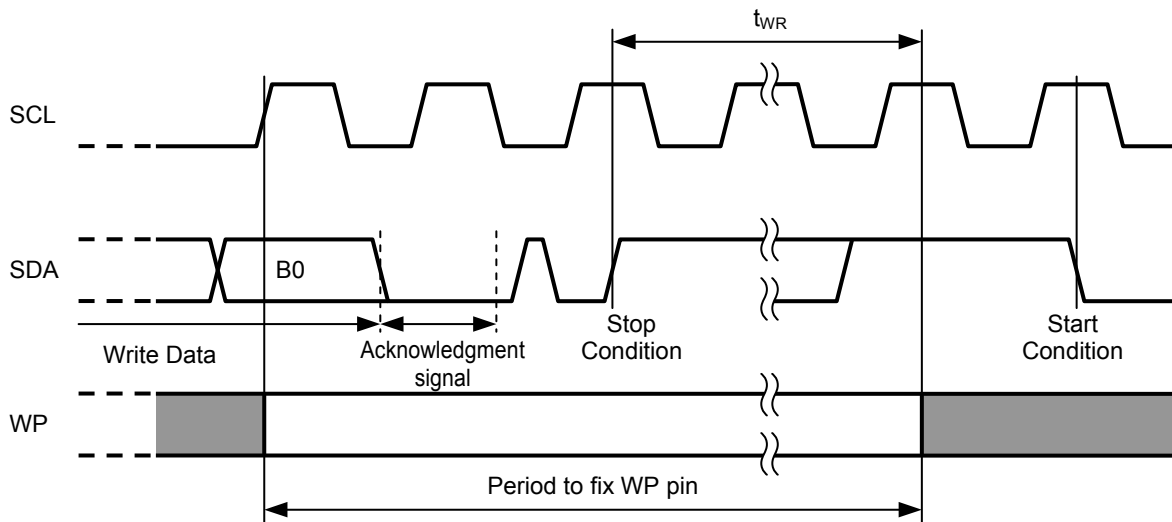 tWR
SCL
SDA
B0
Write Data
Acknowledgment
signal
Stop
Condition
Start
Condition
WP
Period to fix WP pin